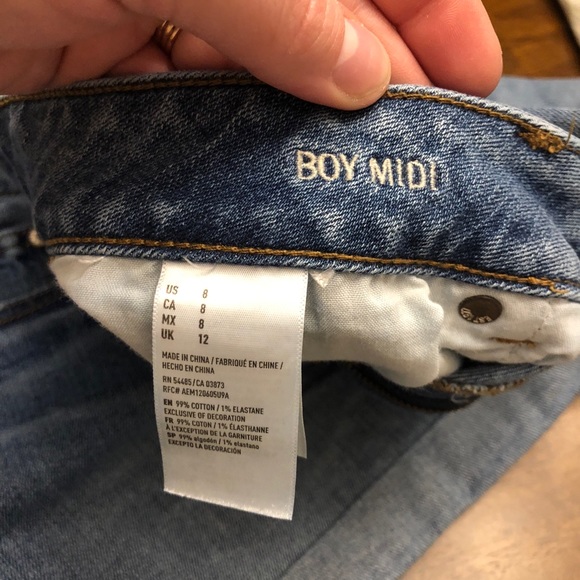 BOY MIDI
US 8
CA 8
MX 8
UK 12
MADE IN CHINA / FABRIQUÉ EN CHINE /
HECHO EN CHINA
RN 54485/CA 03873
RFC# AEM120605U9A
EN 99% COTTON / 1% ELASTANE
EXCLUSIVE OF DECORATION
FR 99% COTON / 1% ÉLASTHANNE
À L'EXCEPTION DE LA GARNITURE
SP 99% algodón / 1% elastano
EXCEPTO LA DECORACIÓN